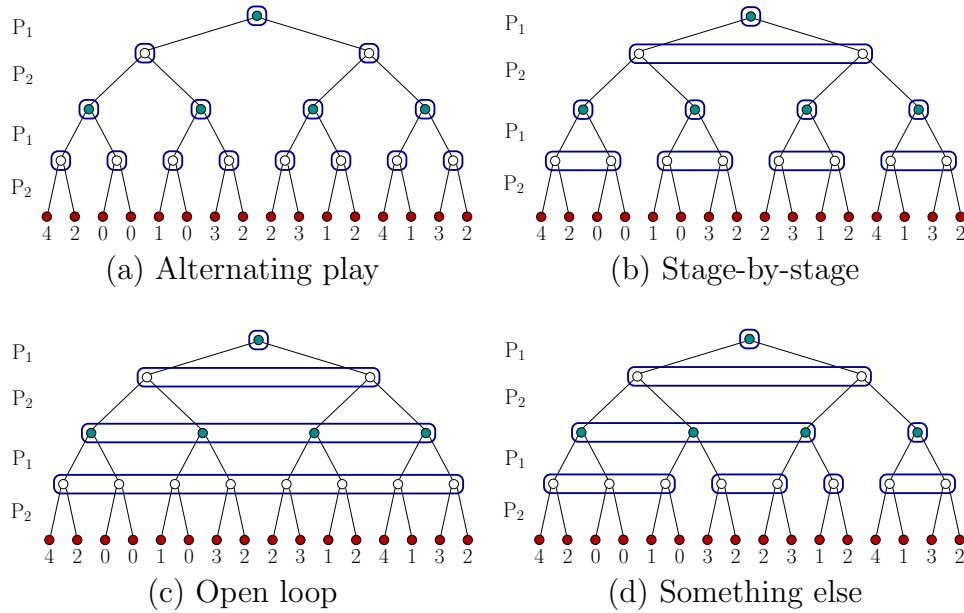 P₁
P₂
P₁
P₂
4 2 0 0 1 0 3 2 2 3 1 2 4 1 3 2
(a) Alternating play
P₁
P₂
P₁
P₂
4 2 0 0 1 0 3 2 2 3 1 2 4 1 3 2
(b) Stage-by-stage
P₁
P₂
P₁
P₂
4 2 0 0 1 0 3 2 2 3 1 2 4 1 3 2
(c) Open loop
P₁
P₂
P₁
P₂
4 2 0 0 1 0 3 2 2 3 1 2 4 1 3 2
(d) Something else